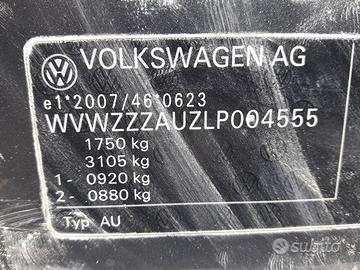 VOLKSWAGEN AG
e1*2007/46*0623
WVWZZZAUZLP004555
1750 kg
3105 kg
1- 0920 kg
2- 0880 kg
Typ AU
subito